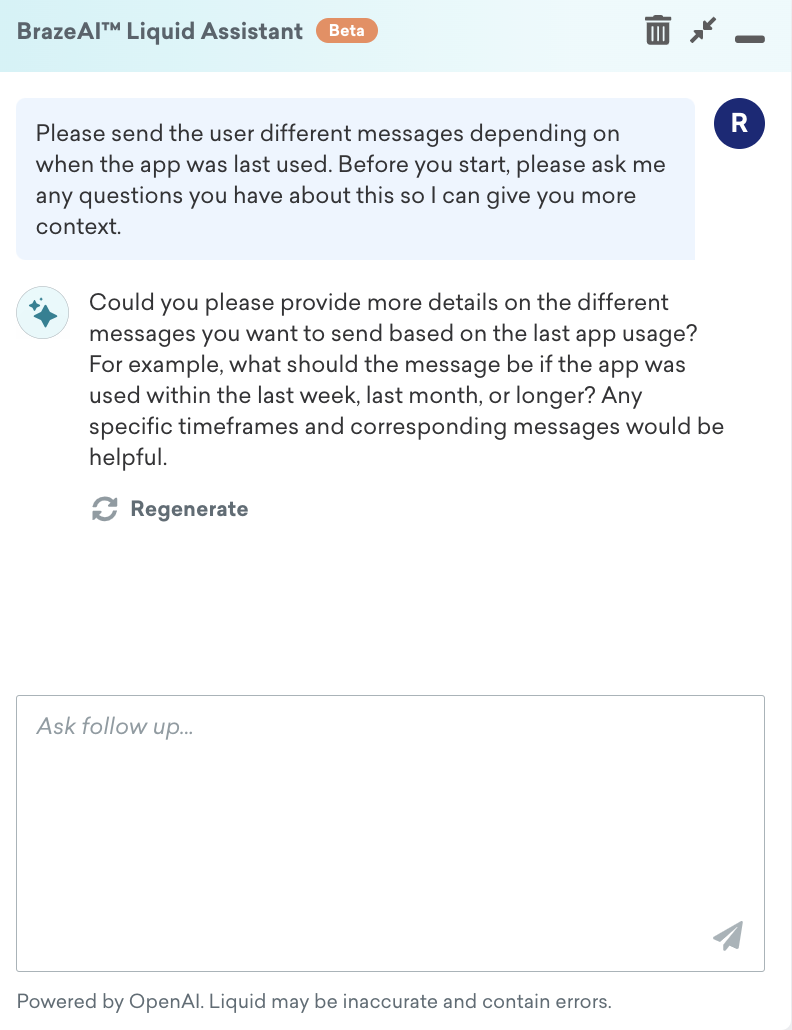 BrazeAI™ Liquid Assistant Beta
Please send the user different messages depending on
when the app was last used. Before you start, please ask me
any questions you have about this so I can give you more
context.
R
Could you please provide more details on the different
messages you want to send based on the last app usage?
For example, what should the message be if the app was
used within the last week, last month, or longer? Any
specific timeframes and corresponding messages would be
helpful.
Regenerate
Ask follow up...
Powered by OpenAI. Liquid may be inaccurate and contain errors.